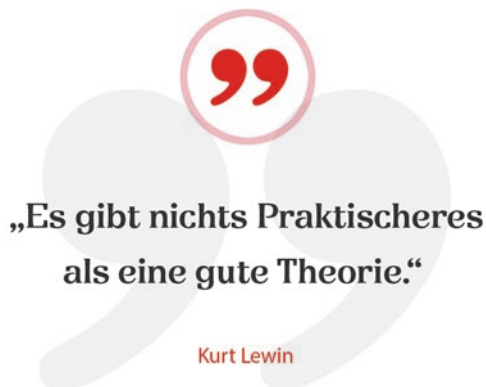 „Es gibt nichts Praktischeres
als eine gute Theorie.“
Kurt Lewin